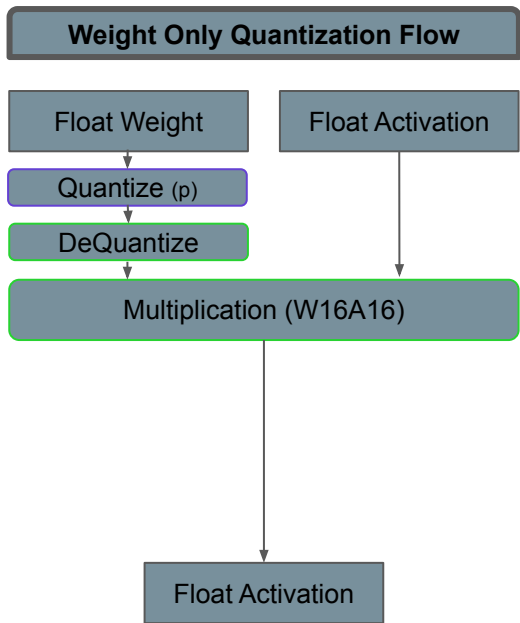 Weight Only Quantization Flow
Float Weight
Float Activation
Quantize (p)
DeQuantize
Multiplication (W16A16)
Float Activation